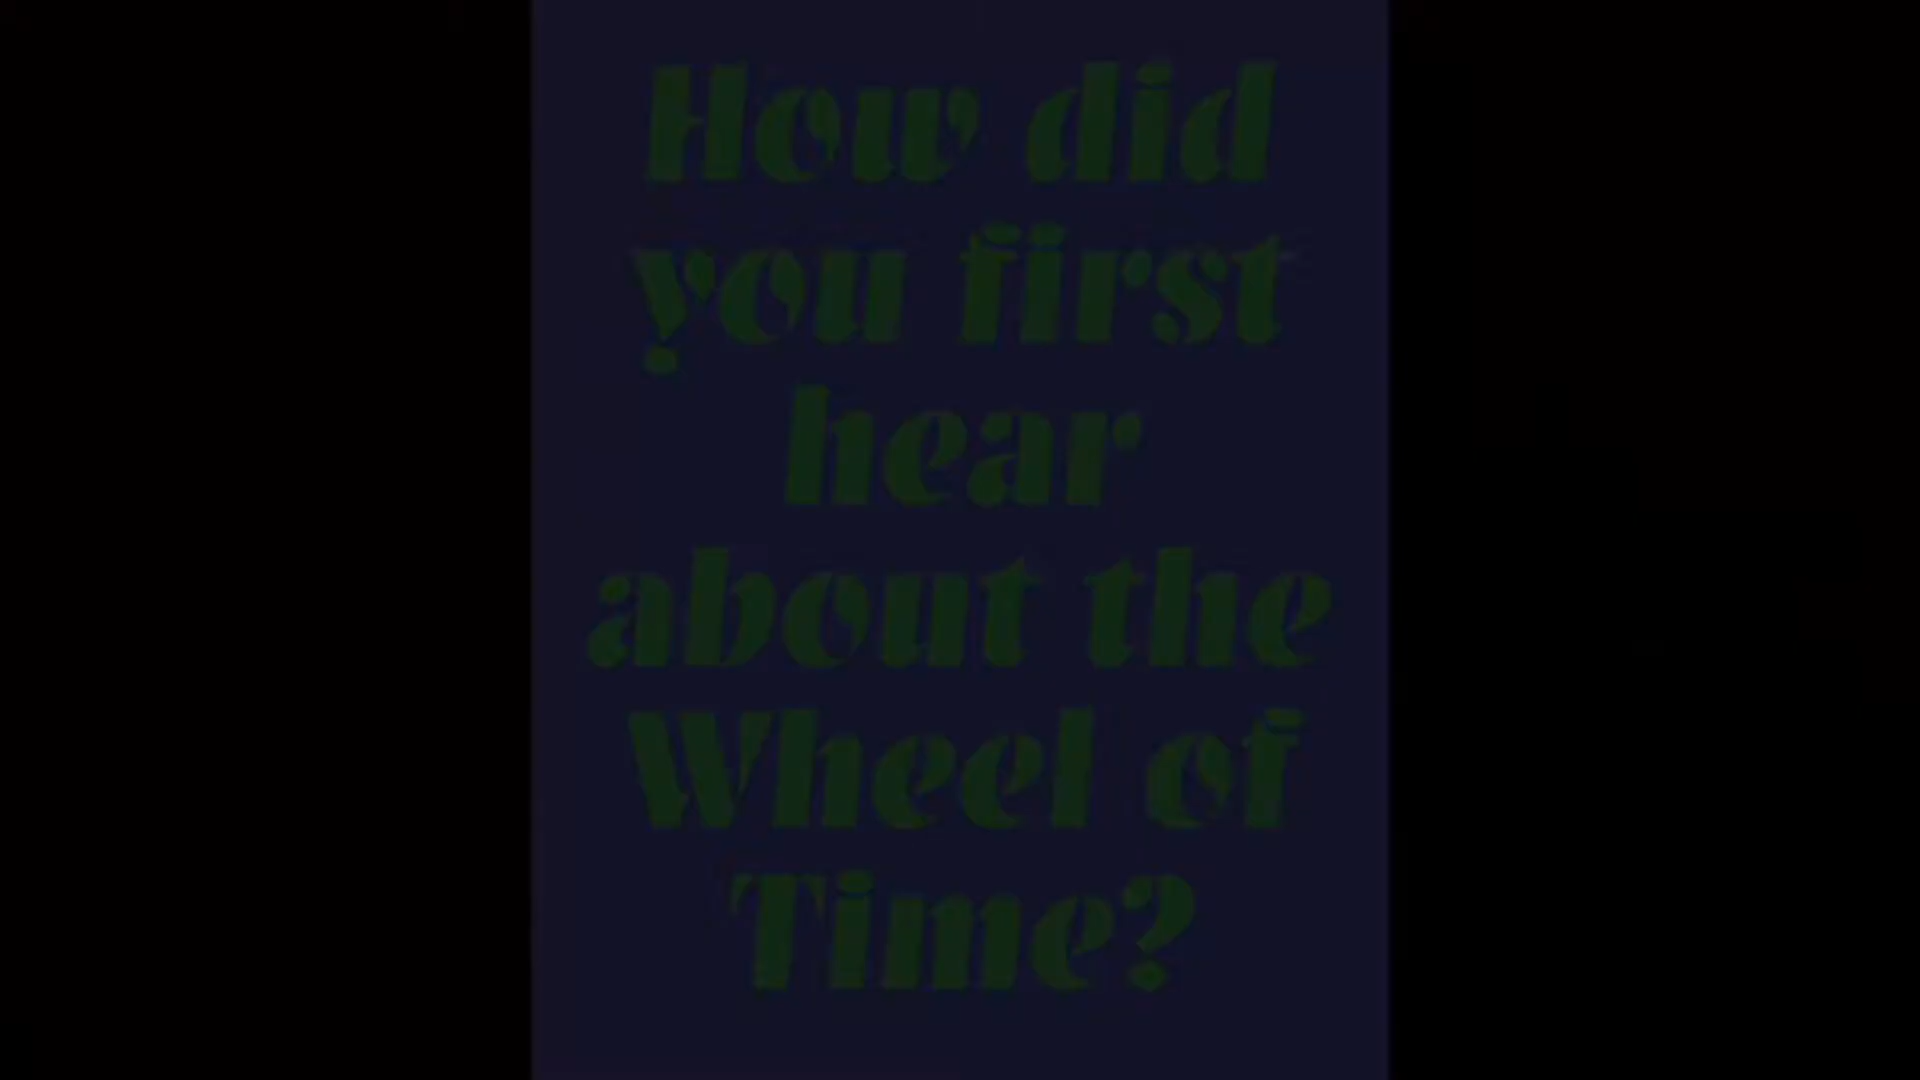 How did
you first
hear
about the
Wheel of
Time?